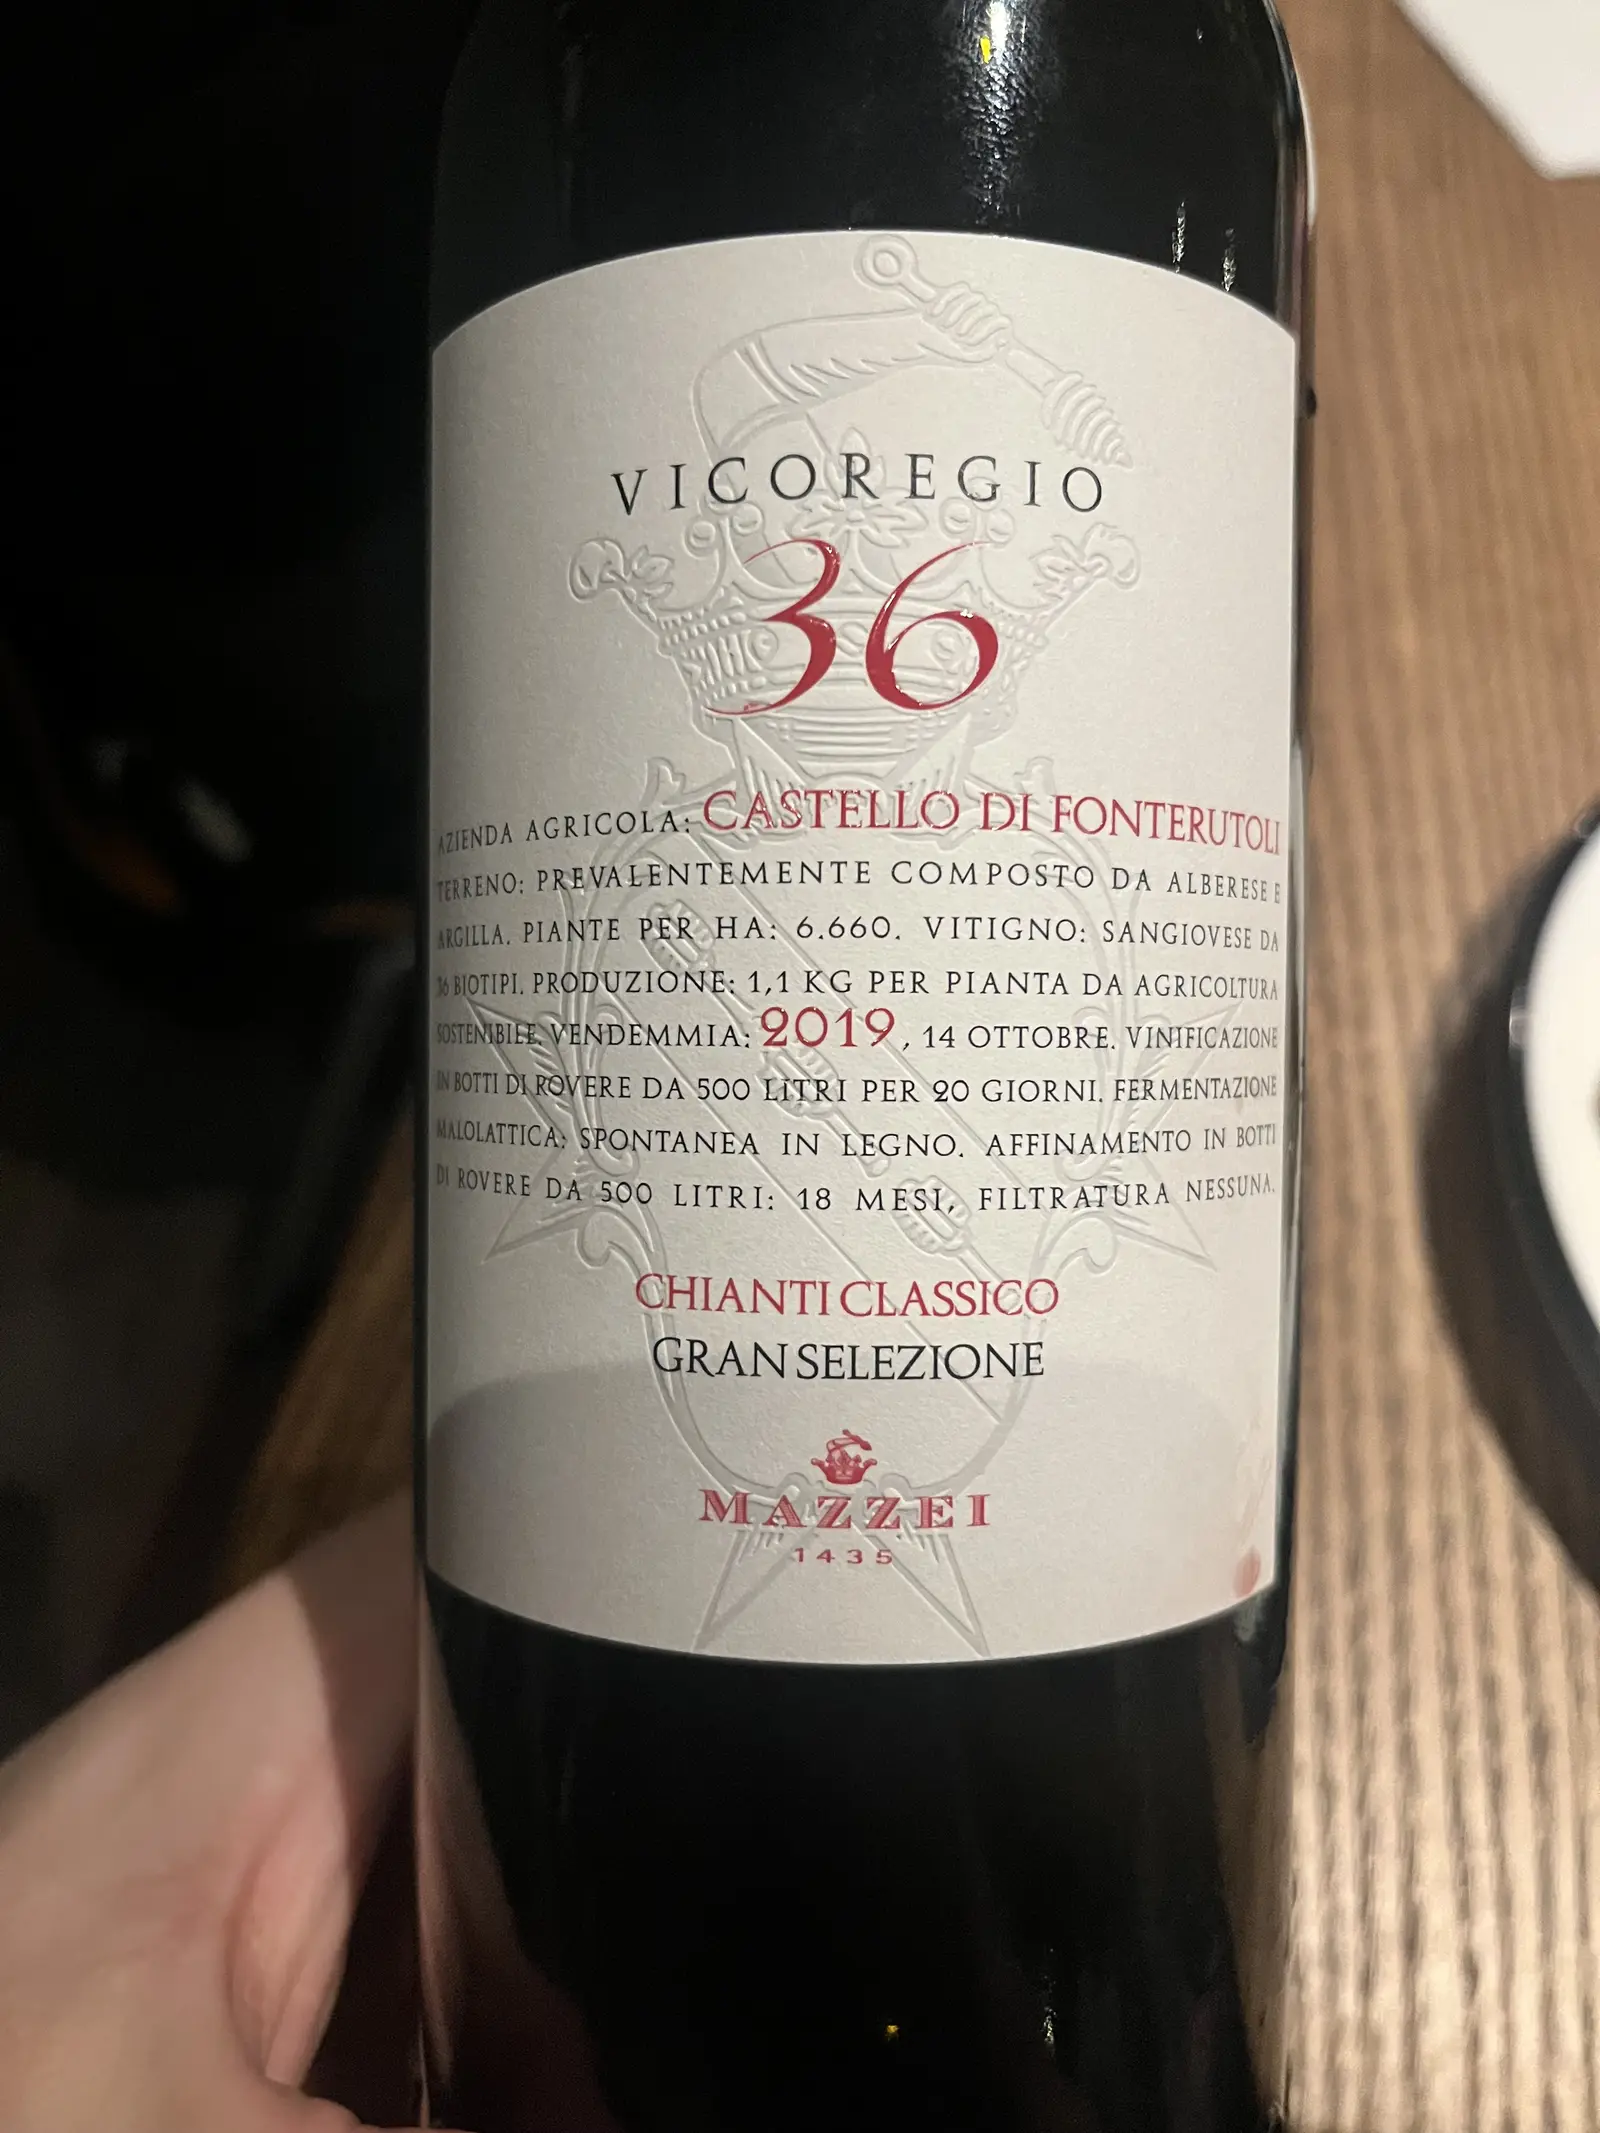 VICOREGIO
36
AZIENDA AGRICOLA: CASTELLO DI FONTERUTOLI
TERRENO: PREVALENTEMENTE COMPOSTO DA ALBERESE E
ARGILLA. PIANTE PER HA: 6.660. VITIGNO: SANGIOVESE DA
36 BIOTIPI. PRODUZIONE: 1,1 KG PER PIANTA DA AGRICOLTURA
SOSTENIBILE. VENDEMMIA: 2019, 14 OTTOBRE. VINIFICAZIONE
IN BOTTI DI ROVERE DA 500 LITRI PER 20 GIORNI. FERMENTAZIONE
MALOLATTICA: SPONTANEA IN LEGNO. AFFINAMENTO IN BOTTI
DI ROVERE DA 500 LITRI: 18 MESI, FILTRATURA NESSUNA.
CHIANTI CLASSICO
GRAN SELEZIONE
MAZZEI
1435